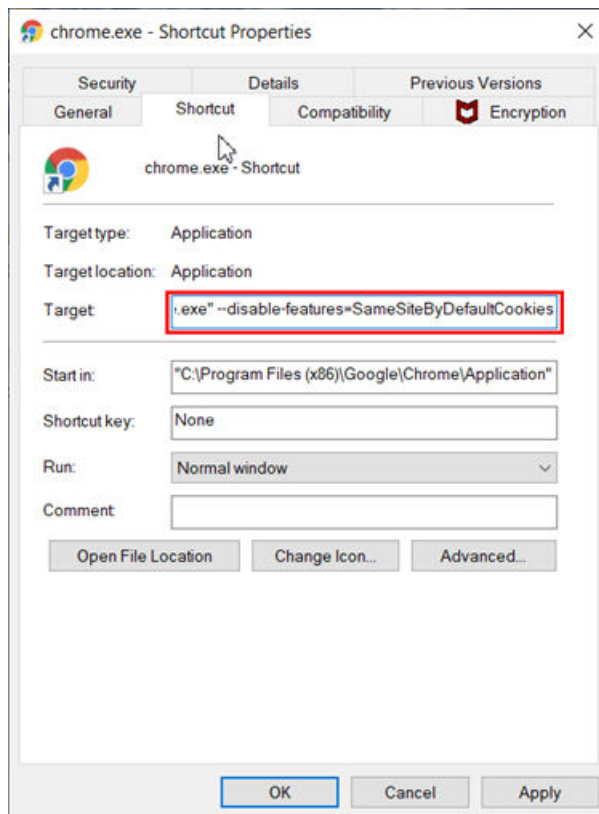 chrome.exe - Shortcut Properties
Security Details Previous Versions
General Shortcut Compatibility Encryption
chrome.exe - Shortcut
Target type: Application
Target location: Application
Target: .exe" --disable-features=SameSiteByDefaultCookies
Start in: "C:\Program Files (x86)\Google\Chrome\Application"
Shortcut key: None
Run: Normal window
Comment:
Open File Location Change Icon... Advanced...
OK Cancel Apply